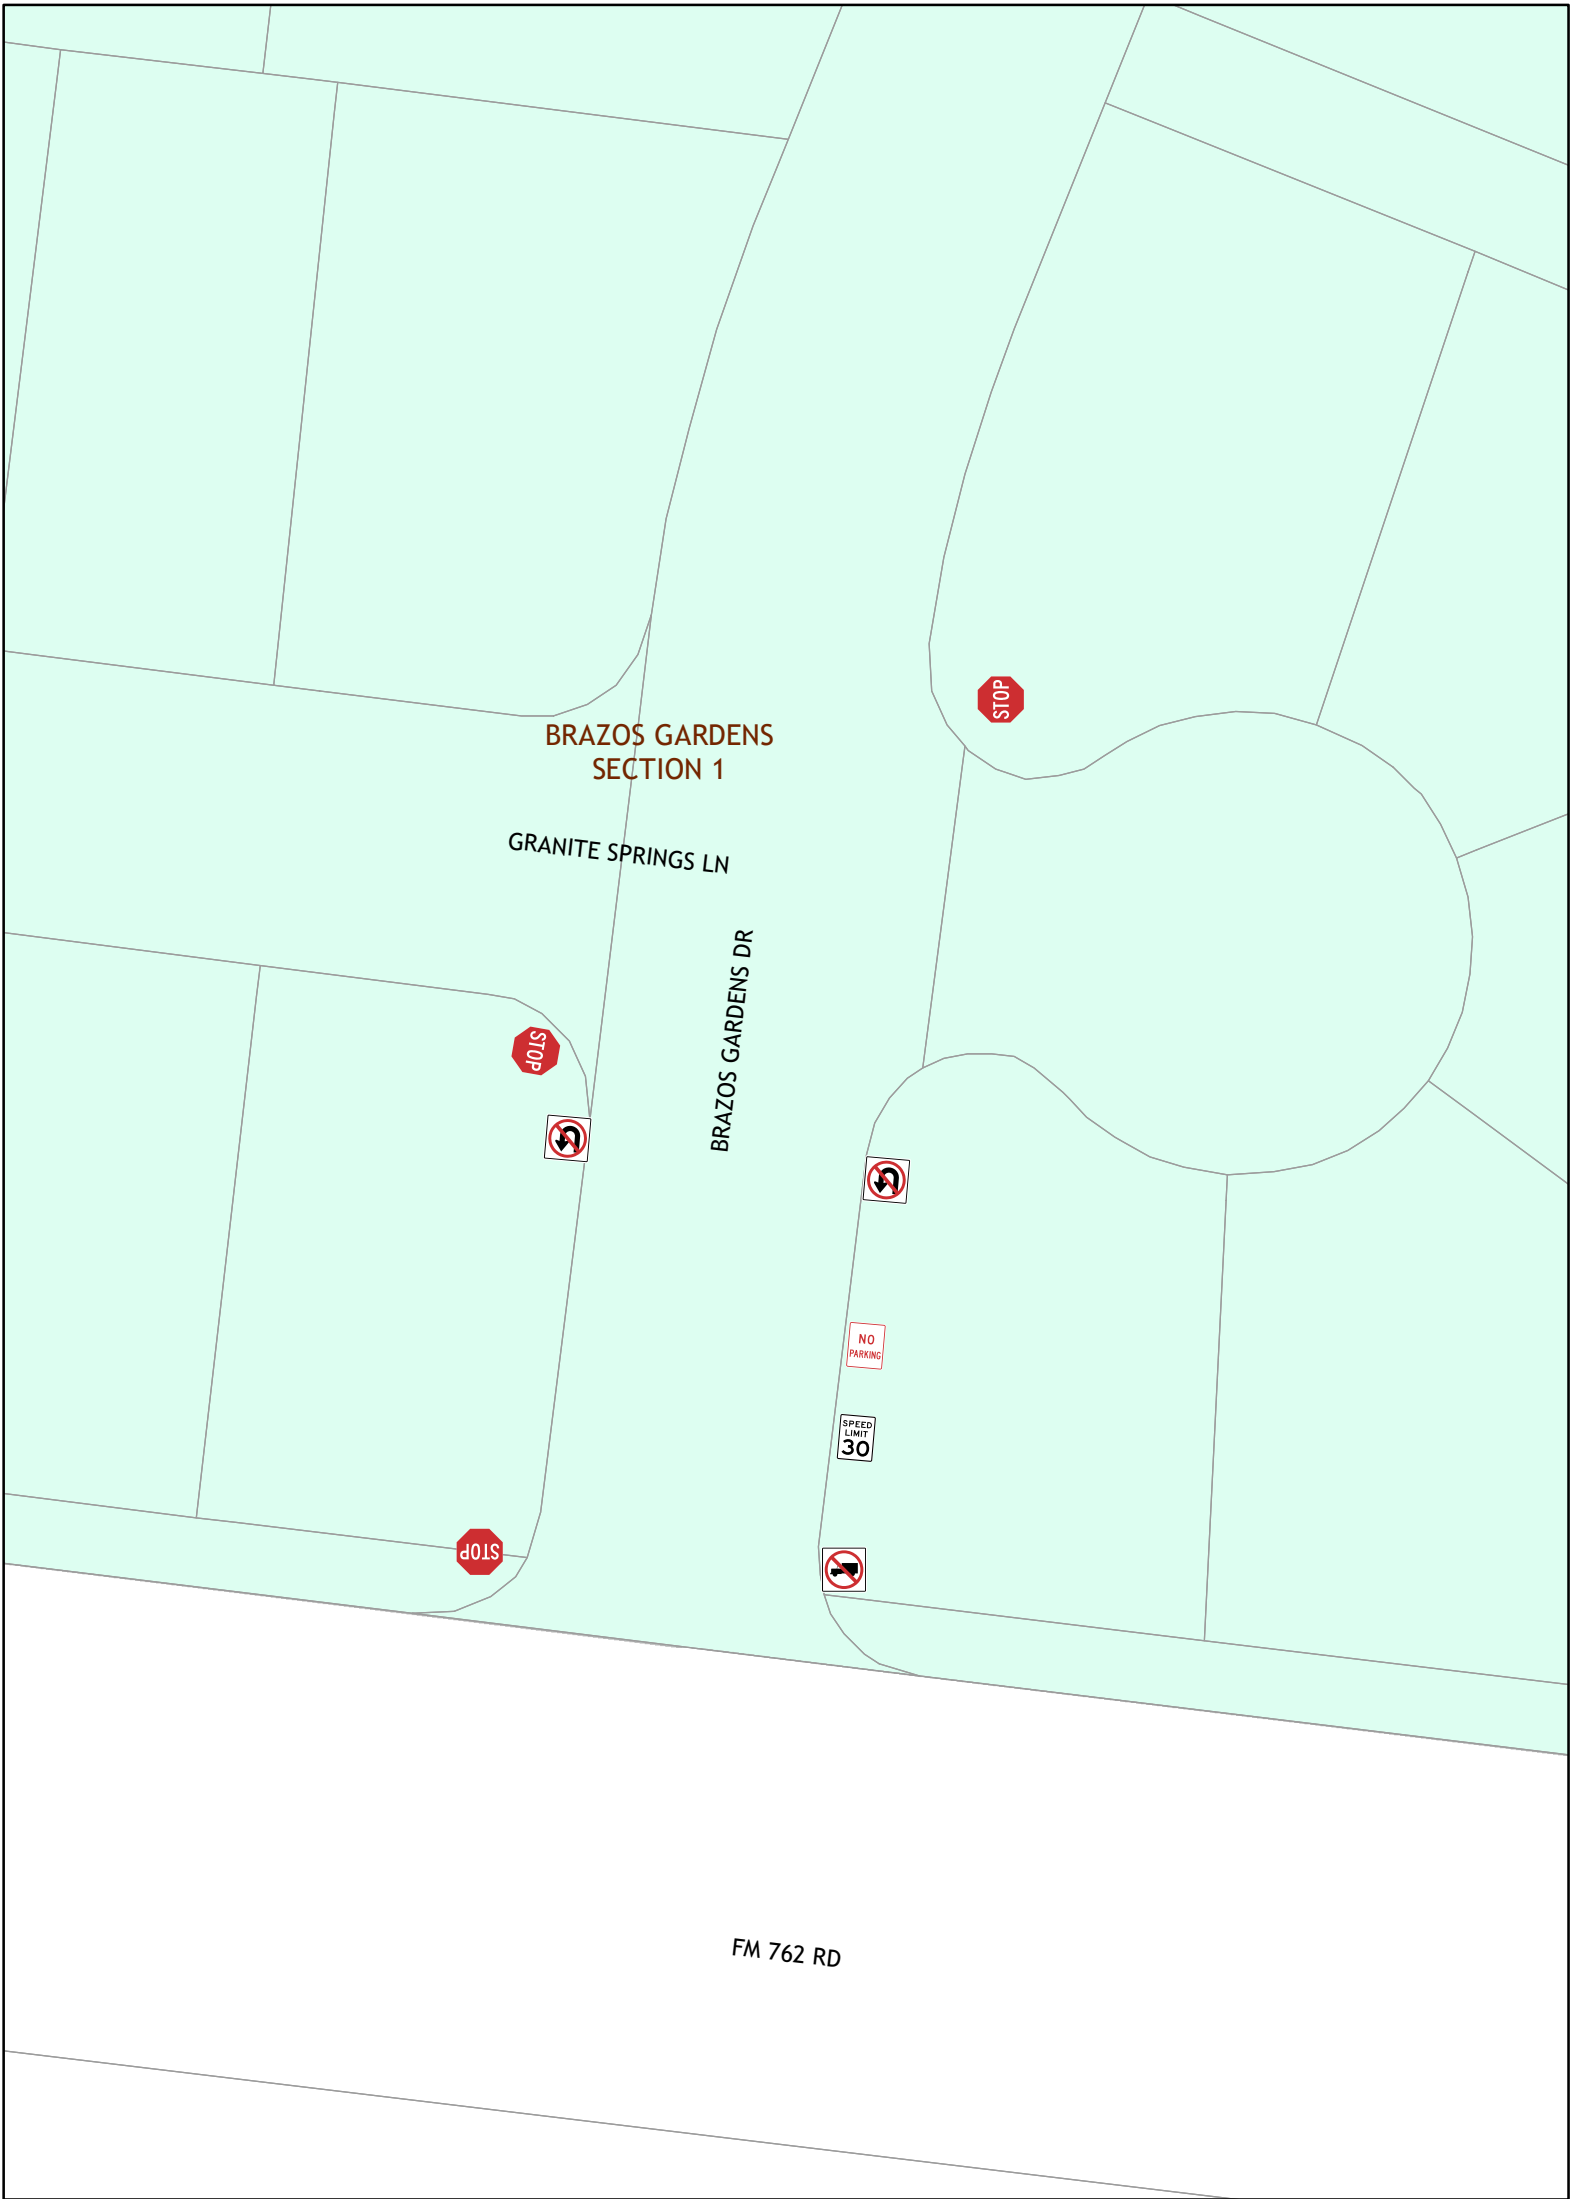 STOP
BRAZOS GARDENS
SECTION 1
GRANITE SPRINGS LN
BRAZOS GARDENS DR
STOP
NO
PARKING
SPEED
LIMIT
30
STOP
FM 762 RD